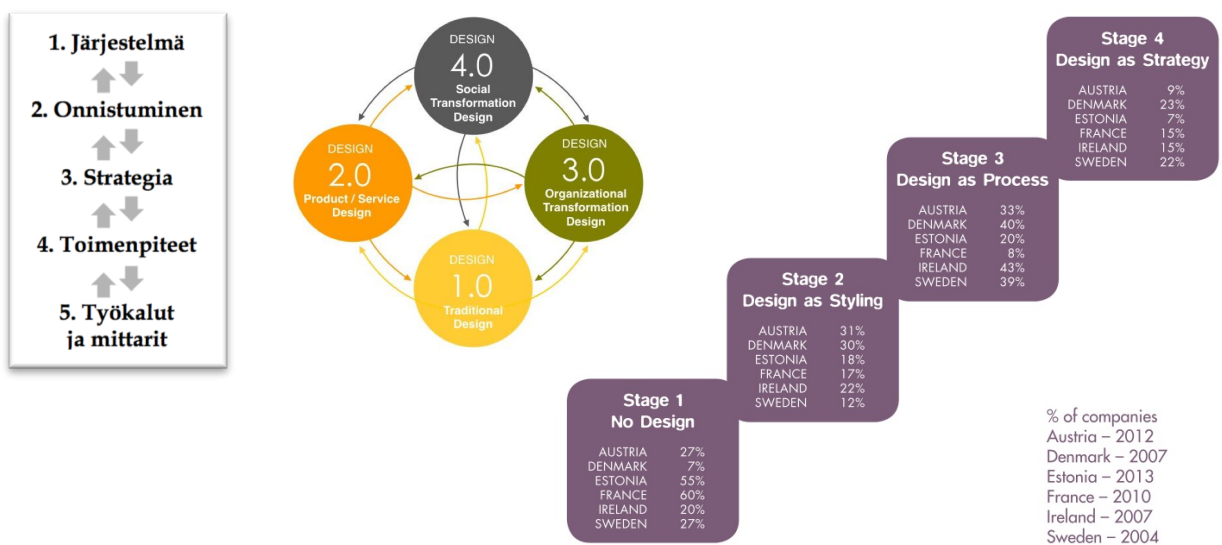 1. Järjestelmä
2. Onnistuminen
3. Strategia
4. Toimenpiteet
5. Työkalut
ja mittarit
DESIGN
4.0
Social
Transformation
Design
DESIGN
2.0
Product / Service
Design
DESIGN
3.0
Organizational
Transformation
Design
DESIGN
1.0
Traditional
Design
Stage 1
No Design
AUSTRIA 27%
DENMARK 7%
ESTONIA 55%
FRANCE 60%
IRELAND 20%
SWEDEN 27%
Stage 2
Design as Styling
AUSTRIA 31%
DENMARK 30%
ESTONIA 18%
FRANCE 17%
IRELAND 22%
SWEDEN 12%
Stage 3
Design as Process
AUSTRIA 33%
DENMARK 40%
ESTONIA 20%
FRANCE 8%
IRELAND 43%
SWEDEN 39%
Stage 4
Design as Strategy
AUSTRIA 9%
DENMARK 23%
ESTONIA 7%
FRANCE 15%
IRELAND 15%
SWEDEN 22%
% of companies
Austria – 2012
Denmark – 2007
Estonia – 2013
France – 2010
Ireland – 2007
Sweden – 2004